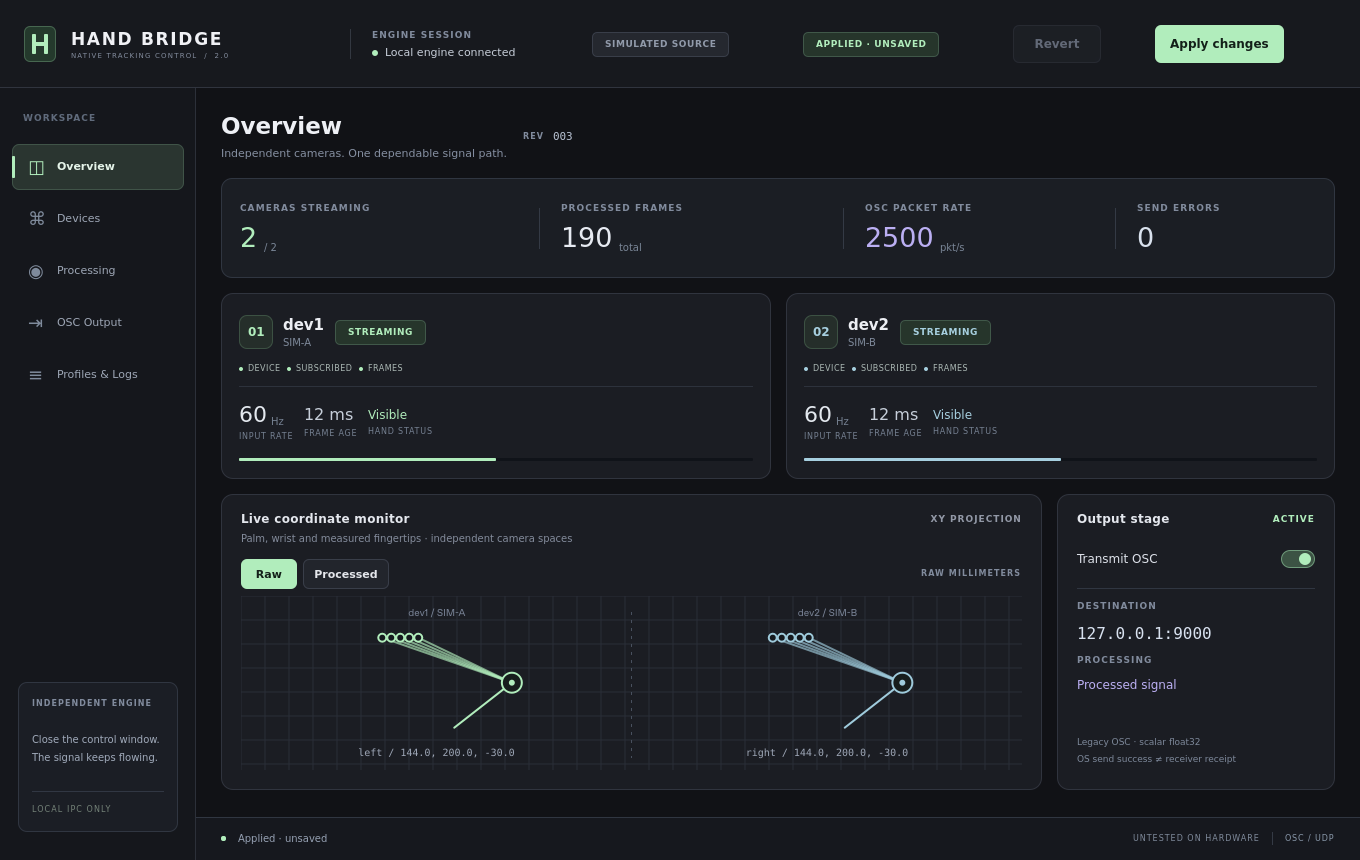 HAND BRIDGE
NATIVE TRACKING CONTROL / 2.0
ENGINE SESSION
Local engine connected
SIMULATED SOURCE
APPLIED · UNSAVED
Revert
Apply changes
WORKSPACE
Overview
Devices
Processing
OSC Output
Profiles & Logs
INDEPENDENT ENGINE
Close the control window.
The signal keeps flowing.
LOCAL IPC ONLY
Overview
Independent cameras. One dependable signal path.
REV 003
CAMERAS STREAMING
2 / 2
PROCESSED FRAMES
190 total
OSC PACKET RATE
2500 pkt/s
SEND ERRORS
0
01
dev1
SIM-A
STREAMING
DEVICE SUBSCRIBED FRAMES
60 Hz
INPUT RATE
12 ms
FRAME AGE
Visible
HAND STATUS
02
dev2
SIM-B
STREAMING
DEVICE SUBSCRIBED FRAMES
60 Hz
INPUT RATE
12 ms
FRAME AGE
Visible
HAND STATUS
Live coordinate monitor
XY PROJECTION
Palm, wrist and measured fingertips · independent camera spaces
Raw
Processed
RAW MILLIMETERS
dev1 / SIM-A
left / 144.0, 200.0, -30.0
dev2 / SIM-B
right / 144.0, 200.0, -30.0
Output stage
ACTIVE
Transmit OSC
DESTINATION
127.0.0.1:9000
PROCESSING
Processed signal
Legacy OSC · scalar float32
OS send success ≠ receiver receipt
Applied · unsaved
UNTESTED ON HARDWARE
OSC / UDP